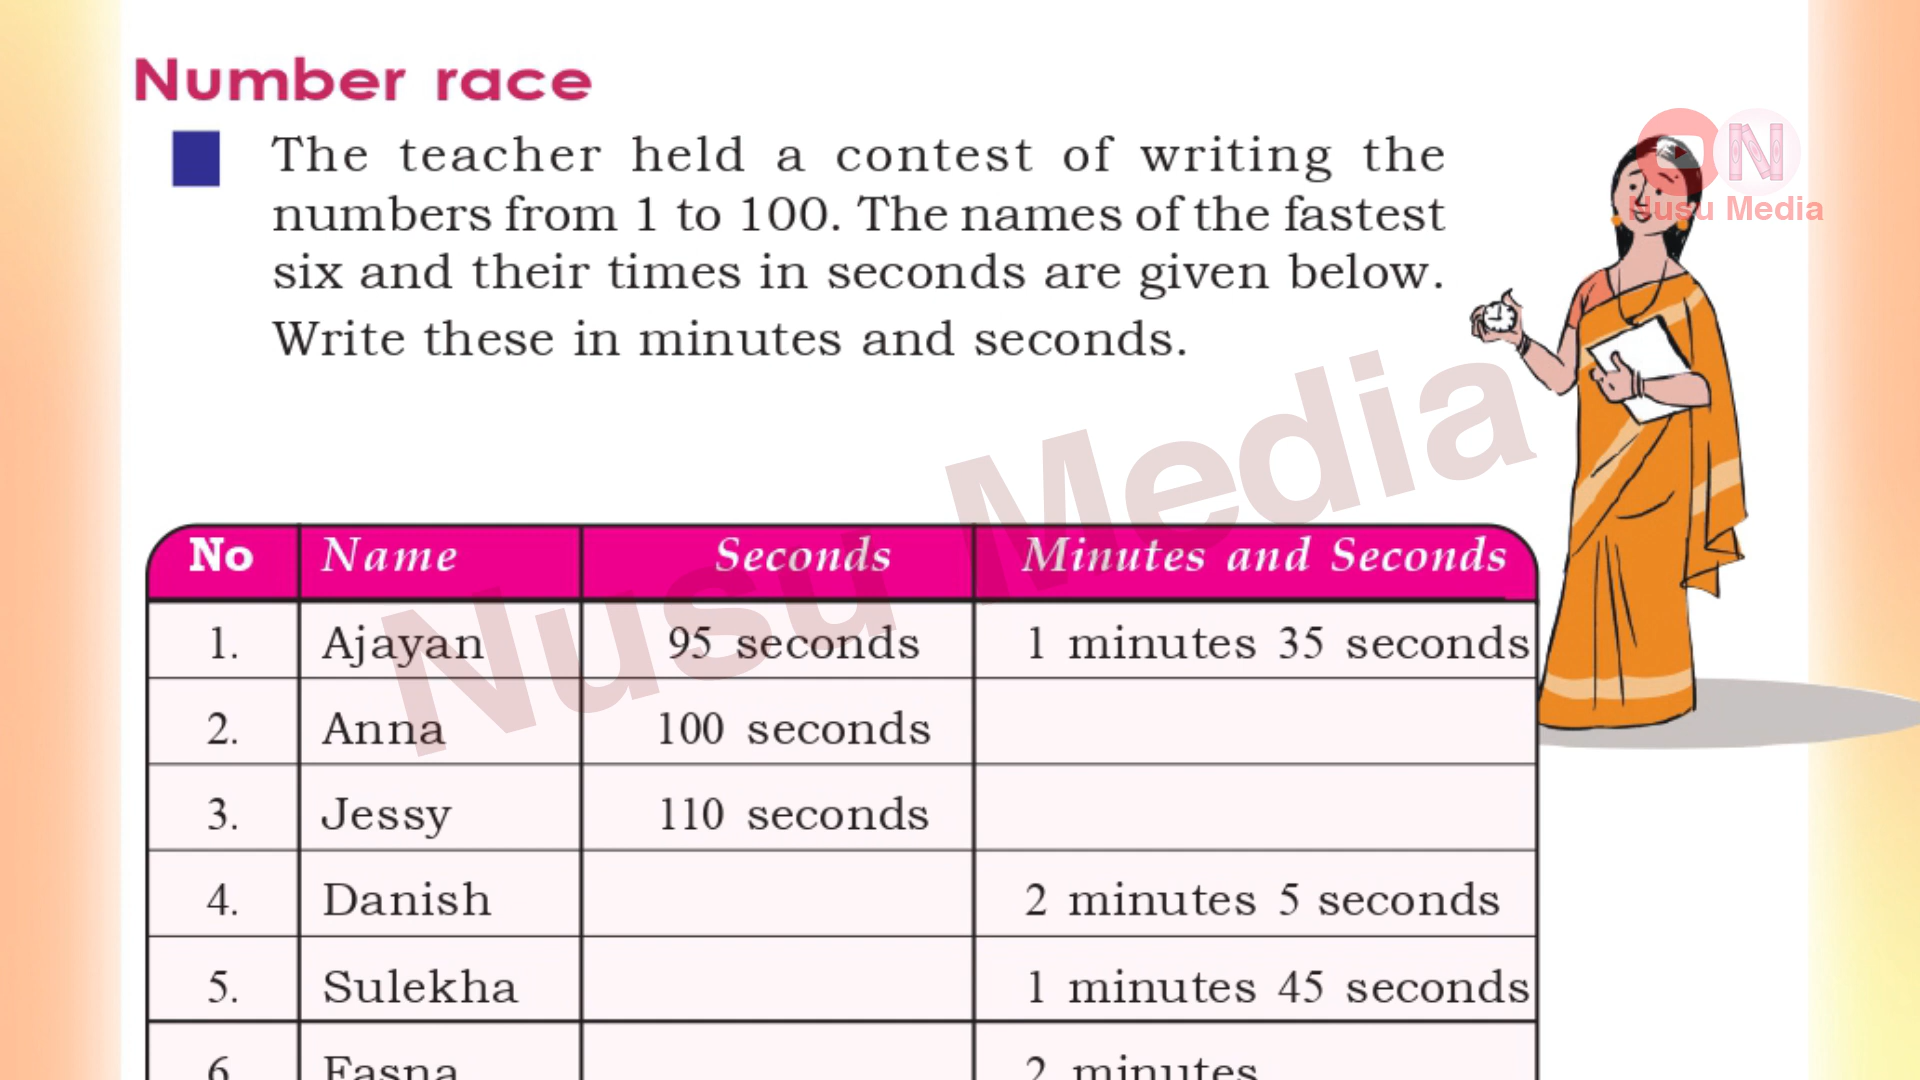 Number race
The teacher held a contest of writing the
numbers from 1 to 100. The names of the fastest
six and their times in seconds are given below.
Write these in minutes and seconds.
N
Nusu Media
Nusu Media
No Name Seconds Minutes and Seconds
1. Ajayan 95 seconds 1 minutes 35 seconds
2. Anna 100 seconds
3. Jessy 110 seconds
4. Danish 2 minutes 5 seconds
5. Sulekha 1 minutes 45 seconds
6. Fasna 2 minutes